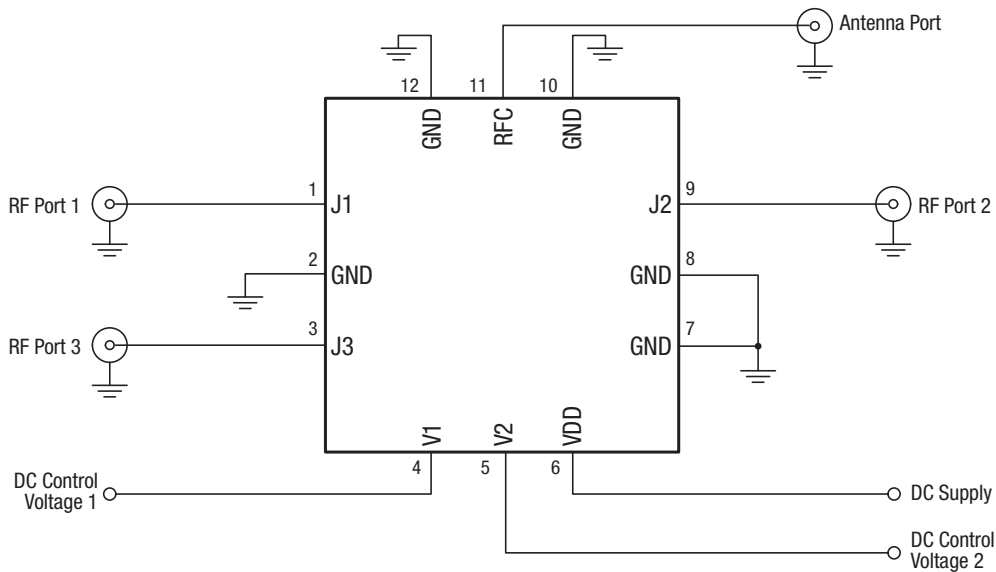 Antenna Port
12
11
10
GND
RFC
GND
RF Port 1
1
J1
J2
9
RF Port 2
2
GND
GND
8
RF Port 3
3
J3
GND
7
V1
V2
VDD
4
5
6
DC Control
Voltage 1
DC Supply
DC Control
Voltage 2